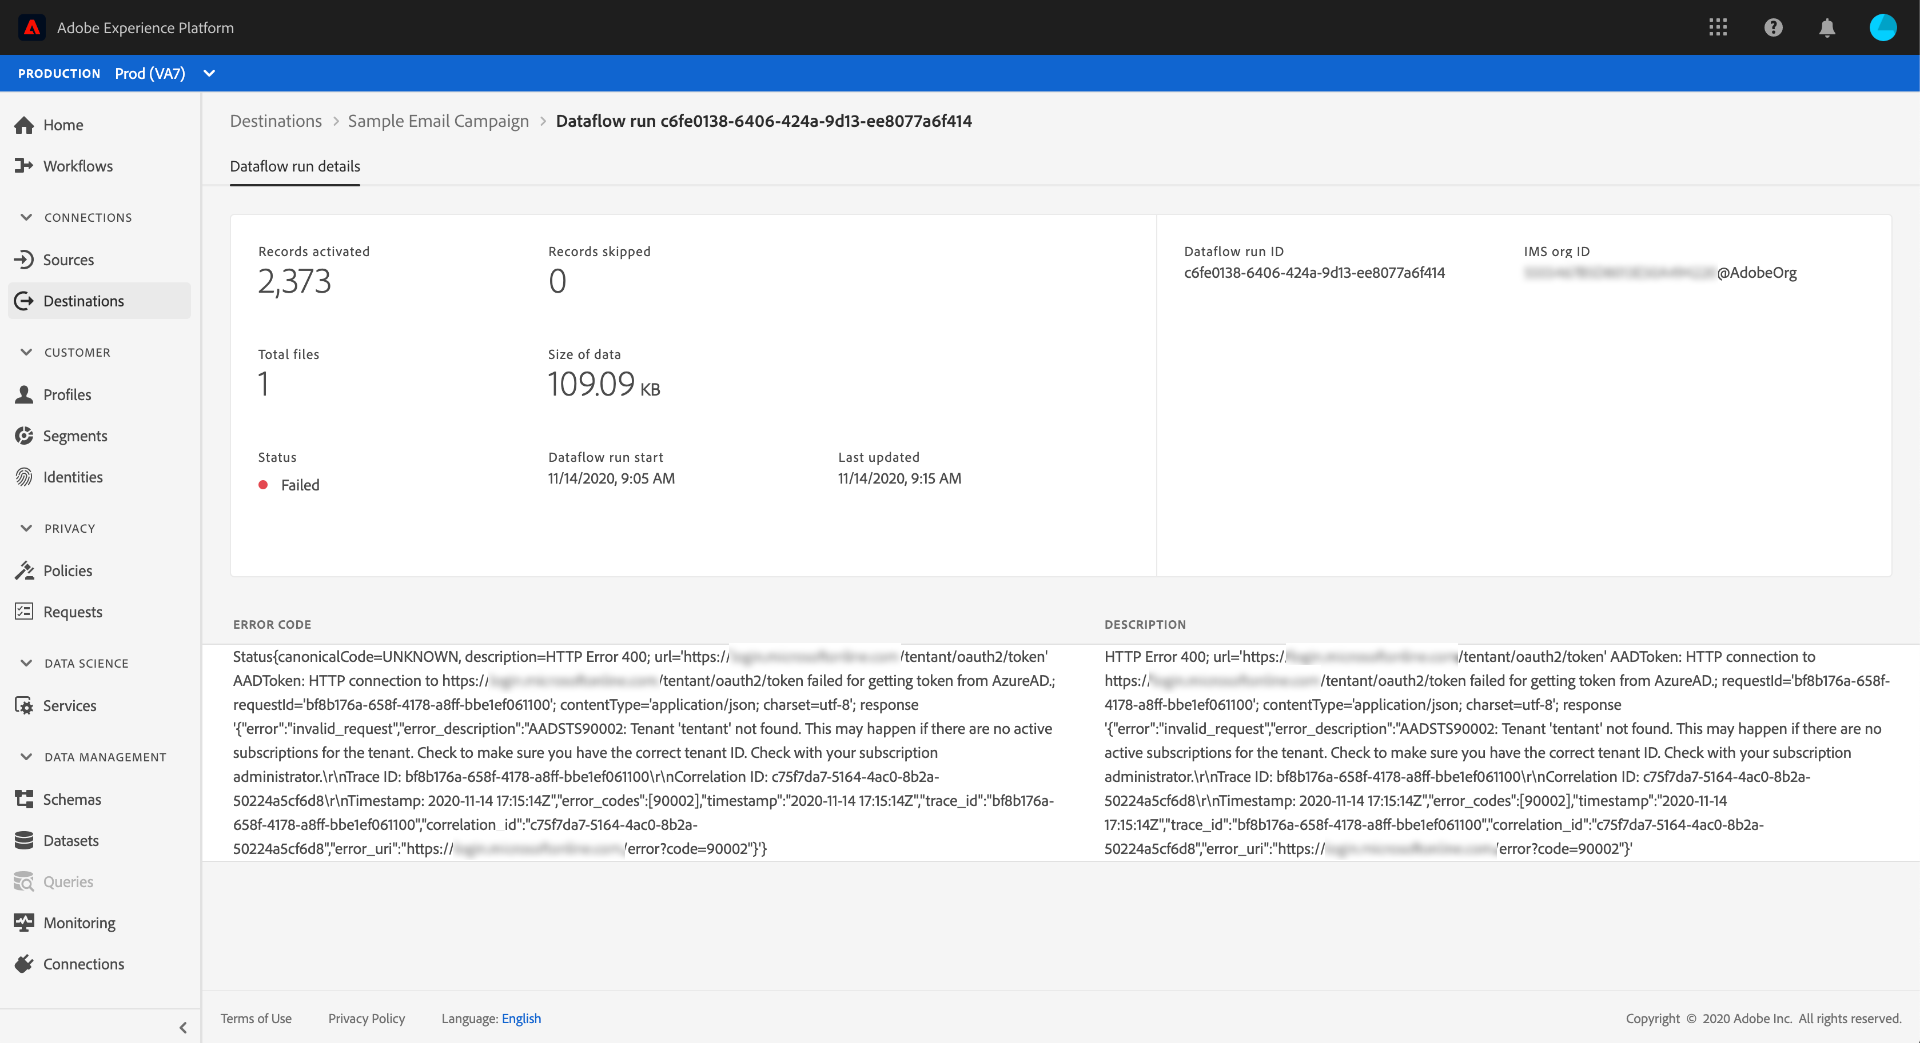 Adobe Experience Platform
PRODUCTION Prod (VA7)
Home
Workflows
CONNECTIONS
Sources
Destinations
CUSTOMER
Profiles
Segments
Identities
PRIVACY
Policies
Requests
DATA SCIENCE
Services
DATA MANAGEMENT
Schemas
Datasets
Queries
Monitoring
Connections
Destinations > Sample Email Campaign > Dataflow run c6fe0138-6406-424a-9d13-ee8077a6f414
Dataflow run details
Records activated
2,373
Records skipped
0
Total files
1
Size of data
109.09 KB
Status
Failed
Dataflow run start
11/14/2020, 9:05 AM
Last updated
11/14/2020, 9:15 AM
Dataflow run ID
c6fe0138-6406-424a-9d13-ee8077a6f414
IMS org ID
@AdobeOrg
ERROR CODE
Status{canonicalCode=UNKNOWN, description=HTTP Error 400; url='https:// /tentant/oauth2/token'
AADToken: HTTP connection to https:// /tentant/oauth2/token failed for getting token from AzureAD.;
requestId='bf8b176a-658f-4178-a8ff-bbe1ef061100'; contentType='application/json; charset=utf-8'; response
'{"error":"invalid_request","error_description":"AADSTS90002: Tenant 'tentant' not found. This may happen if there are no active
subscriptions for the tenant. Check to make sure you have the correct tenant ID. Check with your subscription
administrator.\r\nTrace ID: bf8b176a-658f-4178-a8ff-bbe1ef061100\r\nCorrelation ID: c75f7da7-5164-4ac0-8b2a-
50224a5cf6d8\r\nTimestamp: 2020-11-14 17:15:14Z","error_codes":[90002],"timestamp":"2020-11-14 17:15:14Z","trace_id":"bf8b176a-
658f-4178-a8ff-bbe1ef061100","correlation_id":"c75f7da7-5164-4ac0-8b2a-
50224a5cf6d8","error_uri":"https:// /error?code=90002"}'}
DESCRIPTION
HTTP Error 400; url='https:// /tentant/oauth2/token' AADToken: HTTP connection to
https:// /tentant/oauth2/token failed for getting token from AzureAD.; requestId='bf8b176a-658f-
4178-a8ff-bbe1ef061100'; contentType='application/json; charset=utf-8'; response
'{"error":"invalid_request","error_description":"AADSTS90002: Tenant 'tentant' not found. This may happen if there are no
active subscriptions for the tenant. Check to make sure you have the correct tenant ID. Check with your subscription
administrator.\r\nTrace ID: bf8b176a-658f-4178-a8ff-bbe1ef061100\r\nCorrelation ID: c75f7da7-5164-4ac0-8b2a-
50224a5cf6d8\r\nTimestamp: 2020-11-14 17:15:14Z","error_codes":[90002],"timestamp":"2020-11-14
17:15:14Z","trace_id":"bf8b176a-658f-4178-a8ff-bbe1ef061100","correlation_id":"c75f7da7-5164-4ac0-8b2a-
50224a5cf6d8","error_uri":"https:// /error?code=90002"}'
Terms of Use Privacy Policy Language: English
Copyright © 2020 Adobe Inc. All rights reserved.